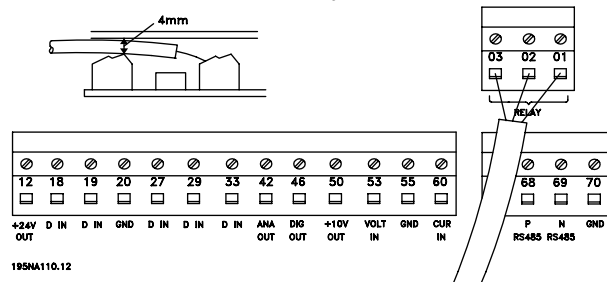 4mm
03 02 01
RELAY
12 18 19 20 27 29 33 42 46 50 53 55 60
68 69 70
+24V OUT D IN D IN GND D IN D IN D IN ANA OUT DIG OUT +10V OUT VOLT IN GND CUR IN
P RS485 N RS485 GND
195NA110.12